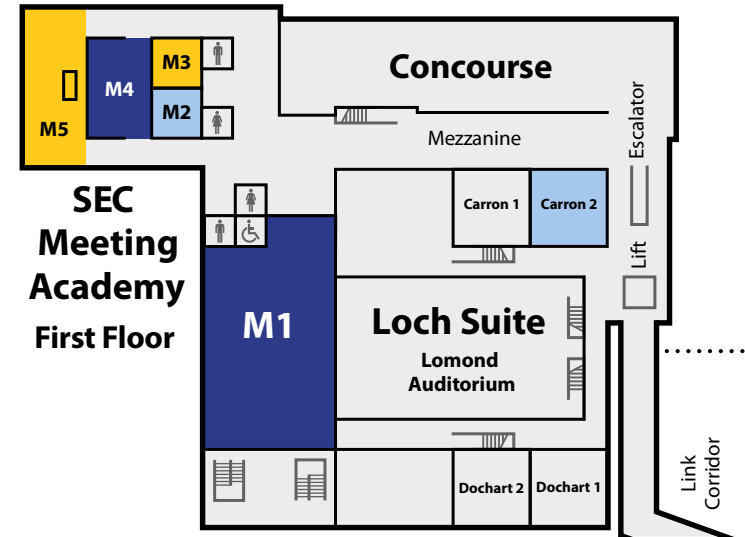 M5
M4
M3
M2
Concourse
Mezzanine
Escalator
Lift
SEC
Meeting
Academy
First Floor
Carron 1
Carron 2
M1
Loch Suite
Lomond
Auditorium
Dochart 2
Dochart 1
Link
Corridor